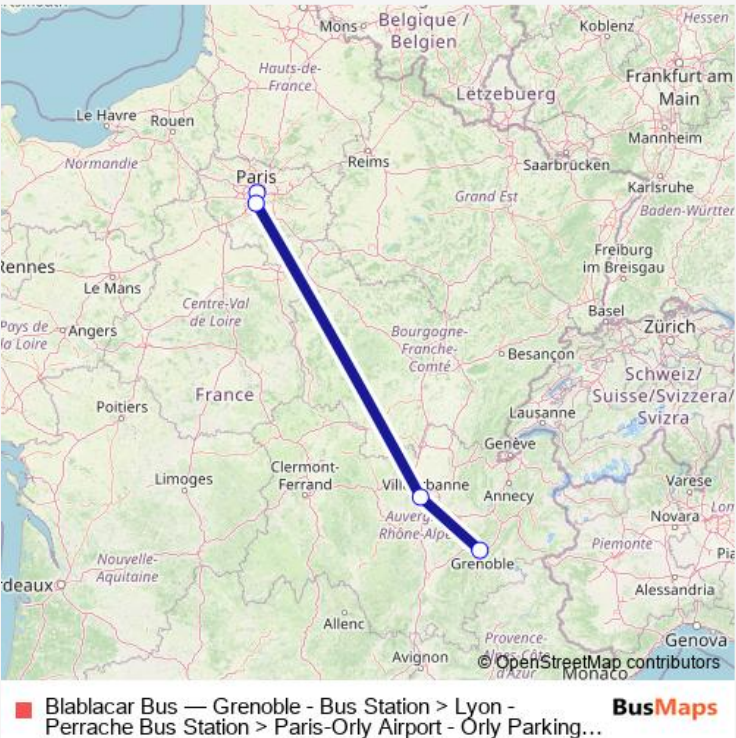 Mons
Belgique /
Belgien
Koblenz
Hessen
Hauts-de-
France
Lëtzebuerg
Frankfurt am
Main
Le Havre
Rouen
Mannheim
Reims
Saarbrücken
Normandie
Paris
Karlsruhe
Grand Est
Baden-Württer
Freiburg
im Breisgau
Rennes
Le Mans
Centre-Val
de Loire
Basel
Zürich
Pays de
la Loire
Angers
Bourgogne-
Franche-
Comté
Besançon
Schweiz/
Suisse/Svizzera/
Svizra
France
Poitiers
Lausanne
Genève
Clermont-
Ferrand
Limoges
Annecy
Varese
Novara
Piemonte
Grenoble
Nouvelle-
Aquitaine
rdeaux
Alessandria
Allenc
Genova
Provence-
Avignon
© OpenStreetMap contributors
Monaco
Blablacar Bus — Grenoble - Bus Station > Lyon -
Perrache Bus Station > Paris-Orly Airport - Orly Parking...
BusMaps